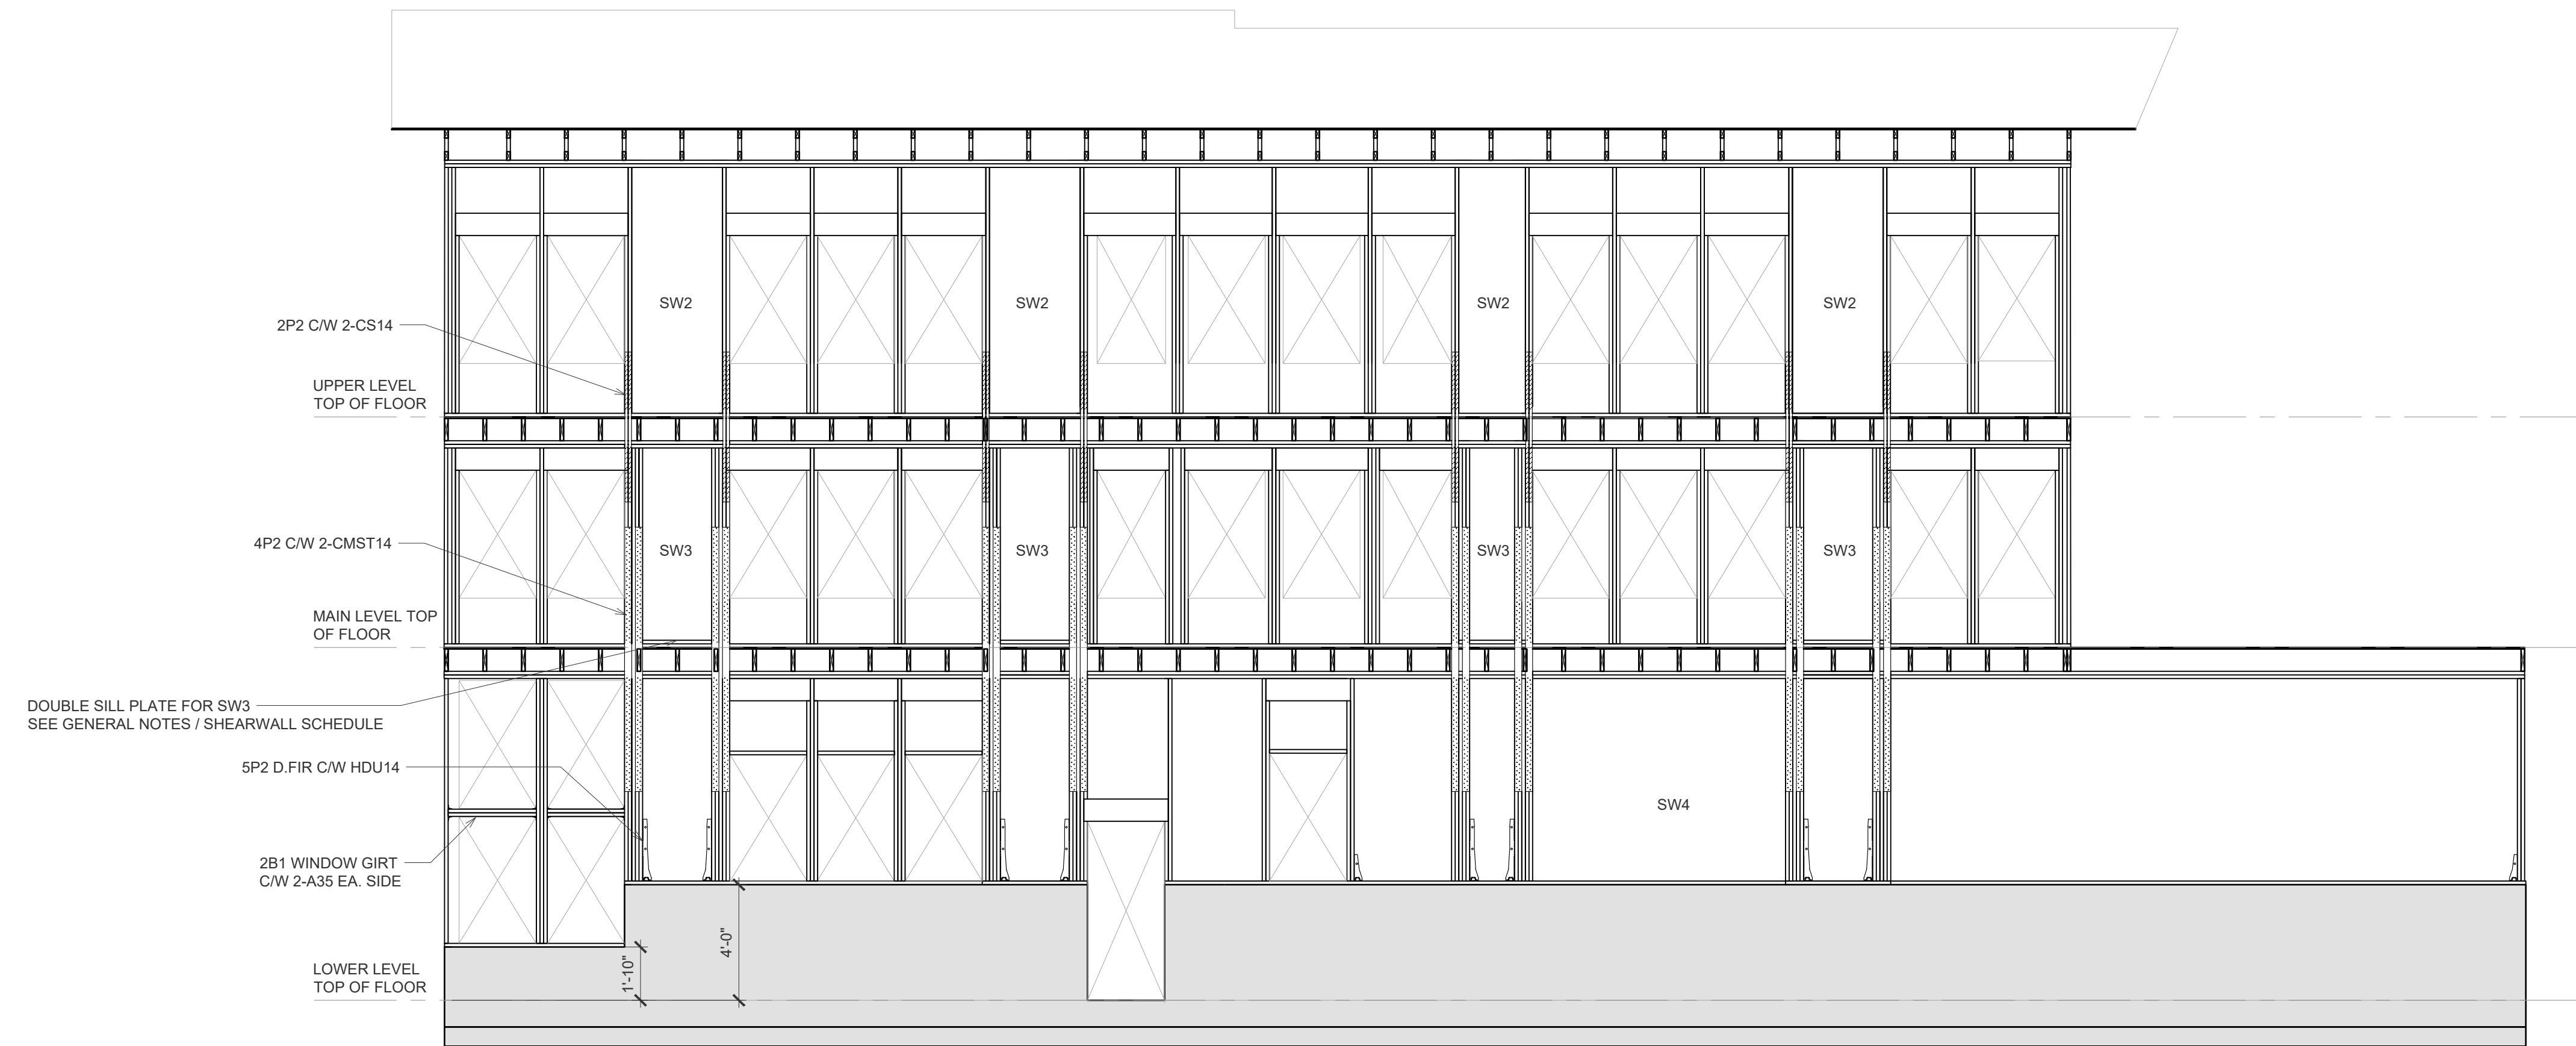 SW2
SW2
SW2
SW2
2P2 C/W 2-CS14
UPPER LEVEL
TOP OF FLOOR
4P2 C/W 2-CMST14
SW3
SW3
SW3
SW3
MAIN LEVEL TOP
OF FLOOR
DOUBLE SILL PLATE FOR SW3
SEE GENERAL NOTES / SHEARWALL SCHEDULE
5P2 D.FIR C/W HDU14
SW4
2B1 WINDOW GIRT
C/W 2-A35 EA. SIDE
4'-0"
1'-10"
LOWER LEVEL
TOP OF FLOOR